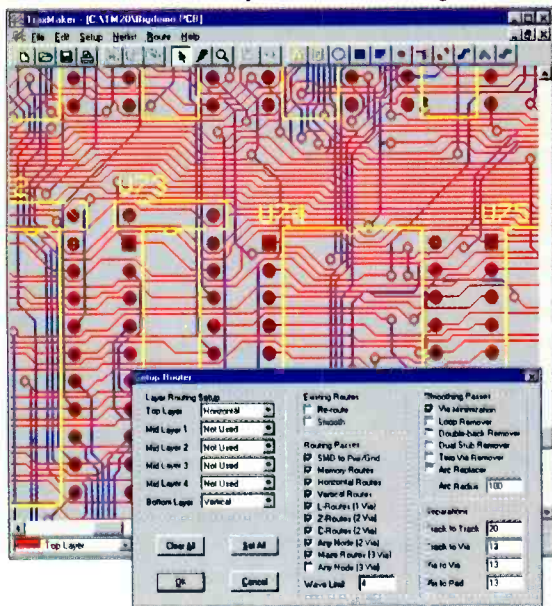 TraxMaker - [C:\TM20\Bigdemo PCB]
File Edit Setup Netlist Route Help
U73
U74
U75
Setup Router
Layer Routing Setup
Top Layer Horizontal
Mid Layer 1 Not Used
Mid Layer 2 Not Used
Mid Layer 3 Not Used
Mid Layer 4 Not Used
Bottom Layer Vertical
Clear All
Set All
Ok
Cancel
Existing Routes
Re-route
Smooth
Routing Passes
SMD to Pwr/Gnd
Memory Routes
Horizontal Routes
Vertical Routes
L-Routes (1 Via)
Z-Routes (2 Via)
C-Routes (2 Via)
Any Node (2 Via)
Maze Router (3 Via)
Any Node (3 Via)
Wave Limit 4
Smoothing Passes
Via Minimization
Loop Remover
Double-back Remover
Dual Stub Remover
Two Via Remover
Arc Replacer
Arc Radius 100
Separations
Track to Track 20
Track to Via 13
Via to Via 13
Pin to Pad 13
Top Layer